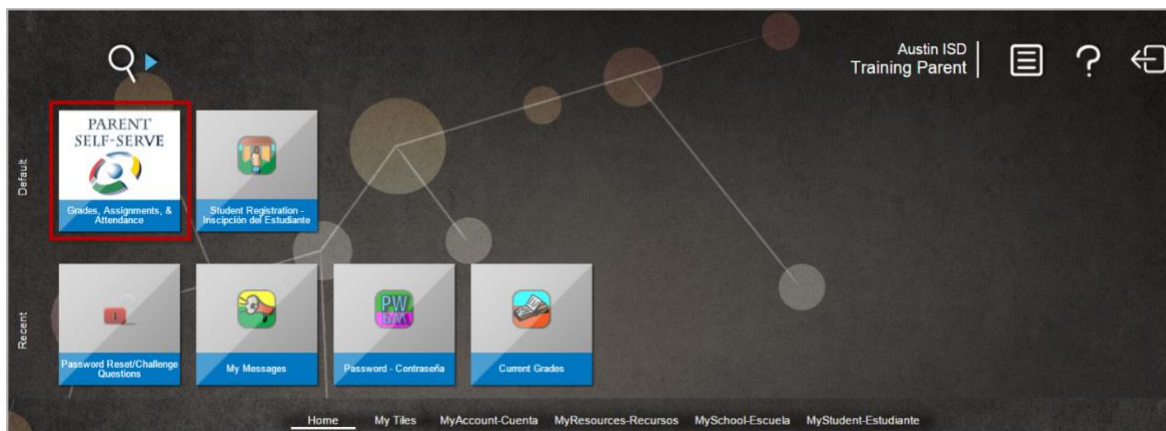 Austin ISD
Training Parent
Default
PARENT
SELF-SERVE
Grades, Assignments, &
Attendance
Student Registration -
Inscipción del Estudiante
Recent
Password Reset/Challenge
Questions
My Messages
PW
Password - Contraseña
Current Grades
Home
My Tiles
MyAccount-Cuenta
MyResources-Recursos
MySchool-Escuela
MyStudent-Estudiante